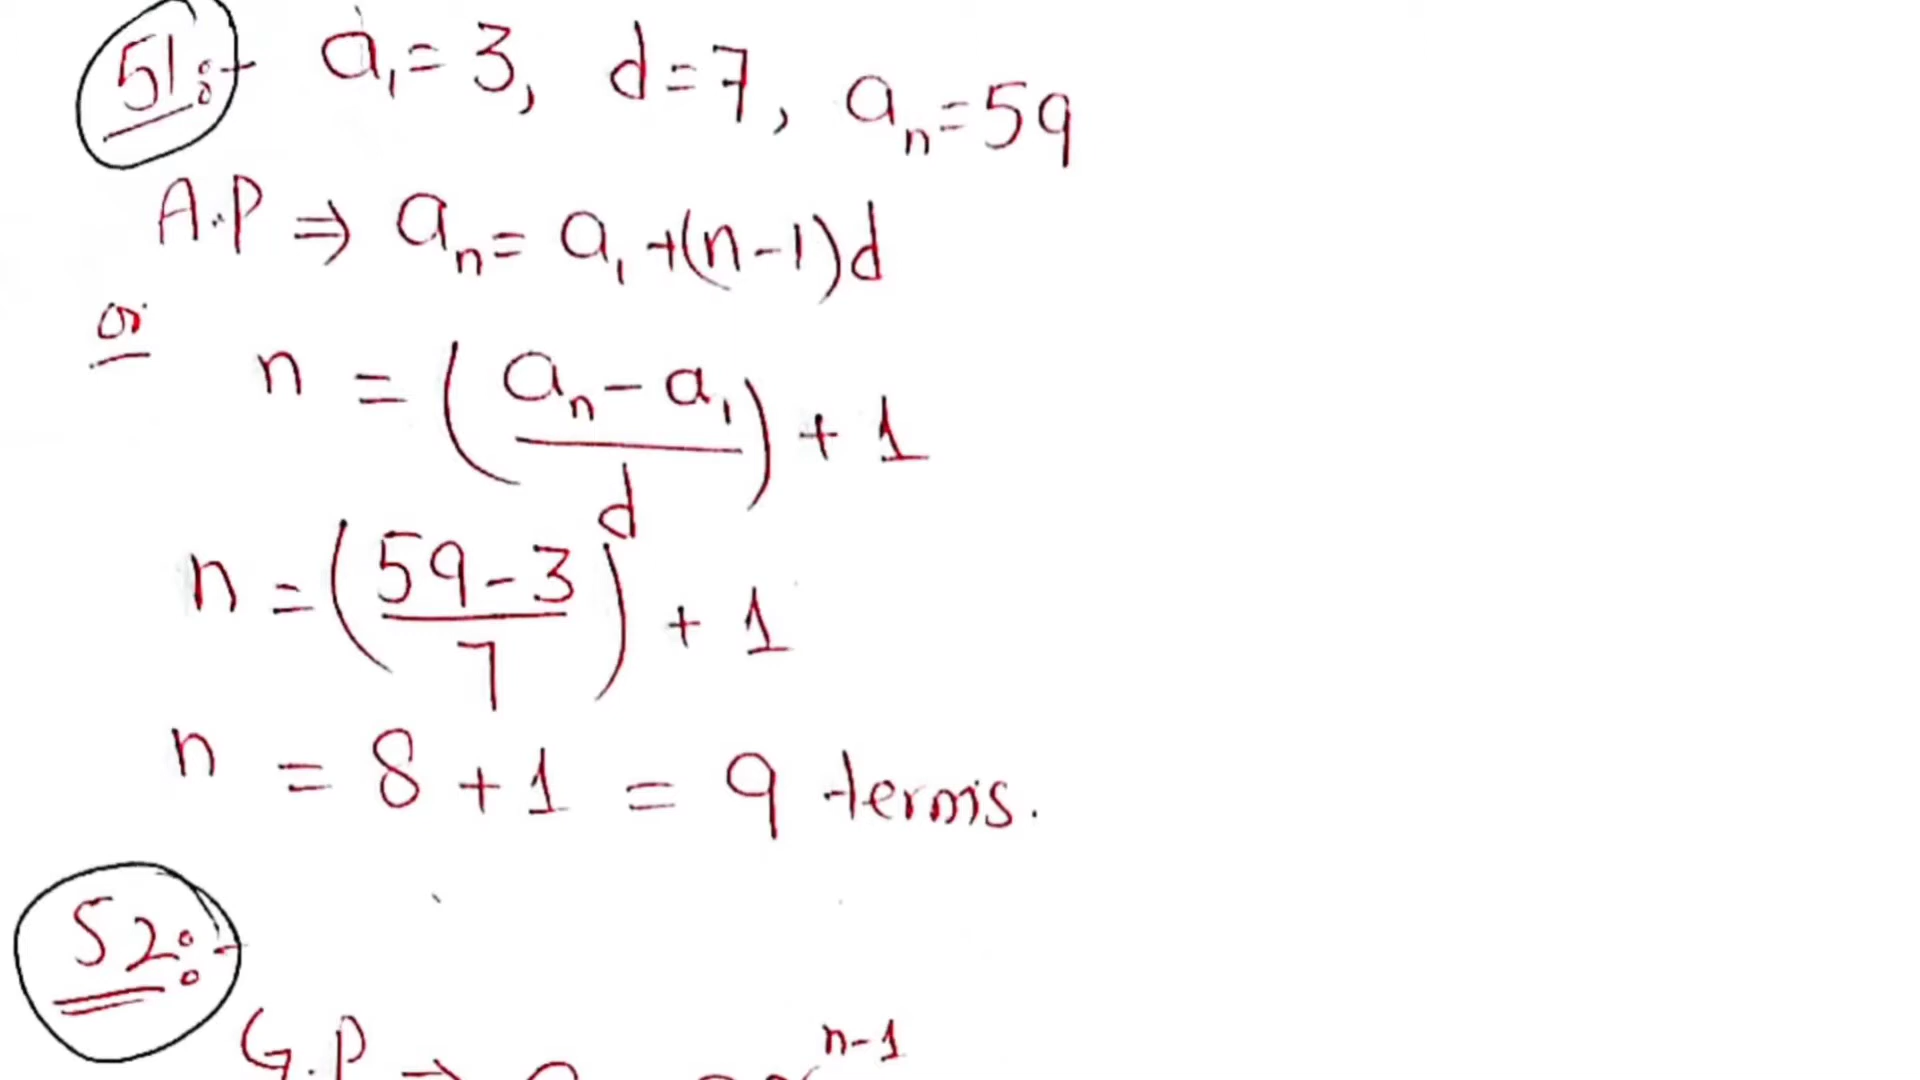 51:- a₁ = 3, d = 7, aₙ = 59
A.P ⇒ aₙ = a₁ + (n-1)d
or
n = ( (aₙ - a₁) / d ) + 1
n = ( (59 - 3) / 7 ) + 1
n = 8 + 1 = 9 terms.
52:-
G.P → n-1